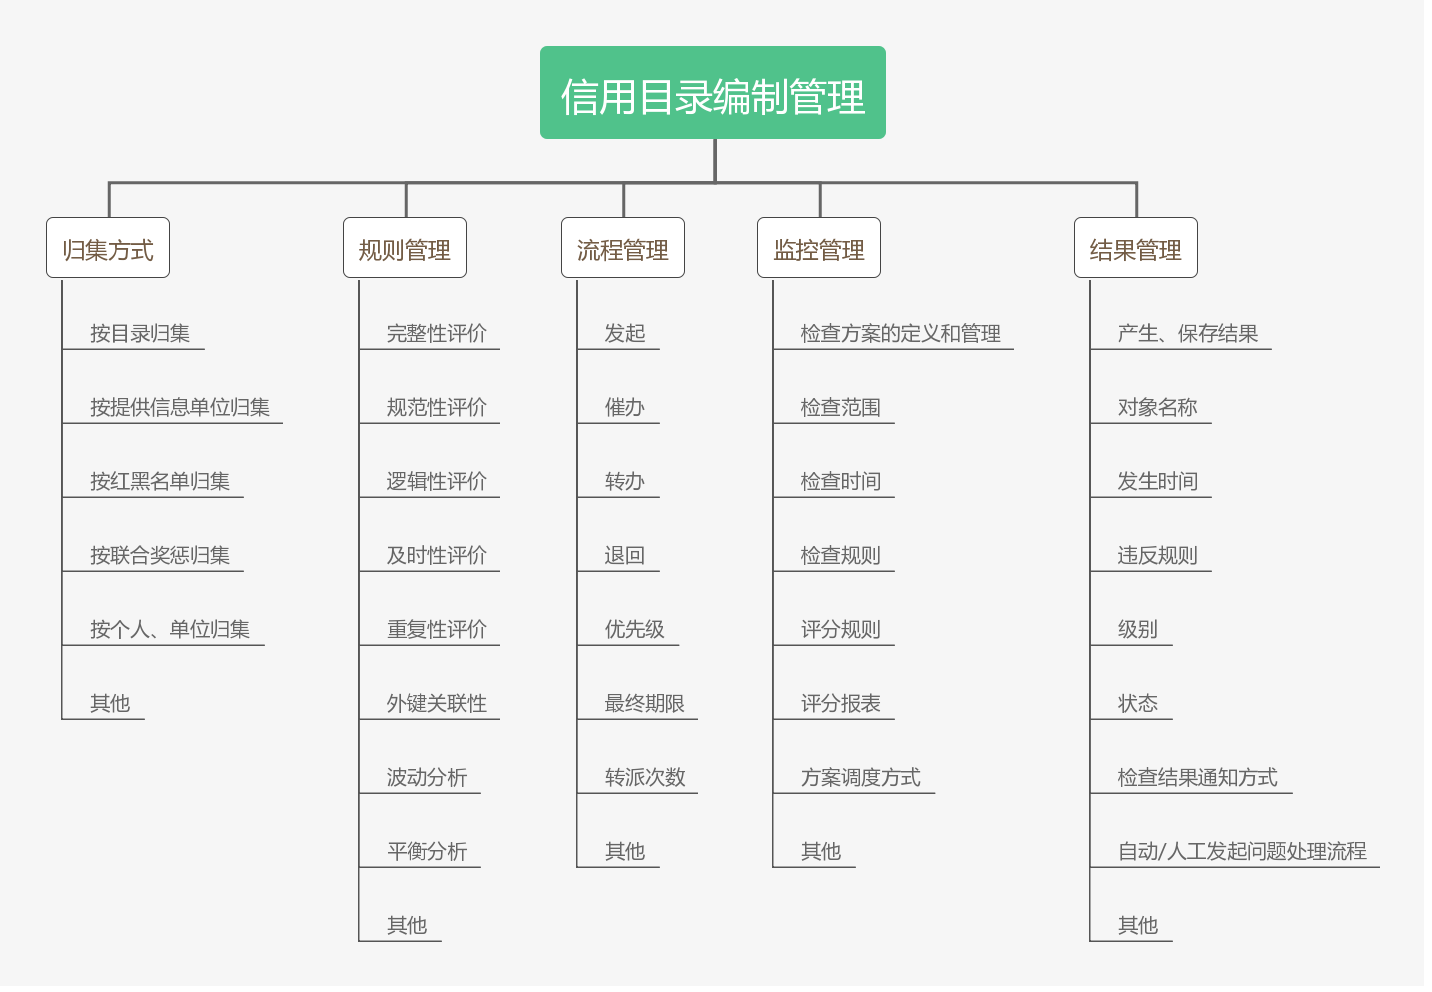 信用目录编制管理
归集方式
按目录归集
按提供信息单位归集
按红黑名单归集
按联合奖惩归集
按个人、单位归集
其他
规则管理
完整性评价
规范性评价
逻辑性评价
及时性评价
重复性评价
外键关联性
波动分析
平衡分析
其他
流程管理
发起
催办
转办
退回
优先级
最终期限
转派次数
其他
监控管理
检查方案的定义和管理
检查范围
检查时间
检查规则
评分规则
评分报表
方案调度方式
其他
结果管理
产生、保存结果
对象名称
发生时间
违反规则
级别
状态
检查结果通知方式
自动/人工发起问题处理流程
其他